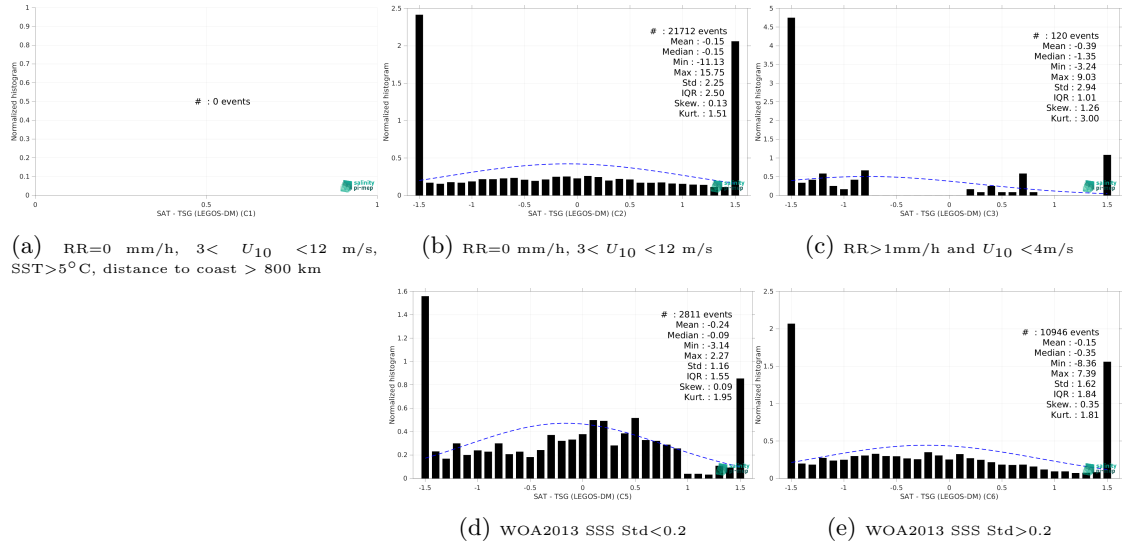 1
0.9
0.8
0.7
0.6
0.5
0.4
0.3
0.2
0.1
0
Normalized histogram
# : 0 events
salinity
pi-mep
0 0.5 1
SAT - TSG (LEGOS-DM) (C1)
(a) RR=0 mm/h, 3< U10 <12 m/s,
SST>5°C, distance to coast > 800 km
2.5
2
1.5
1
0.5
0
Normalized histogram
# : 21712 events
Mean : -0.15
Median : -0.15
Min : -11.13
Max : 15.75
Std : 2.25
IQR : 2.50
Skew. : 0.13
Kurt. : 1.51
salinity
pi-mep
-1.5 -1 -0.5 0 0.5 1 1.5
SAT - TSG (LEGOS-DM) (C2)
(b) RR=0 mm/h, 3< U10 <12 m/s
5
4.5
4
3.5
3
2.5
2
1.5
1
0.5
0
Normalized histogram
# : 120 events
Mean : -0.39
Median : -1.35
Min : -3.24
Max : 9.03
Std : 2.94
IQR : 1.01
Skew. : 1.26
Kurt. : 3.00
salinity
pi-mep
-1.5 -1 -0.5 0 0.5 1 1.5
SAT - TSG (LEGOS-DM) (C3)
(c) RR>1mm/h and U10 <4m/s
1.6
1.4
1.2
1
0.8
0.6
0.4
0.2
0
Normalized histogram
# : 2811 events
Mean : -0.24
Median : -0.09
Min : -3.14
Max : 2.27
Std : 1.16
IQR : 1.55
Skew. : 0.09
Kurt. : 1.95
salinity
pi-mep
-1.5 -1 -0.5 0 0.5 1 1.5
SAT - TSG (LEGOS-DM) (C5)
(d) WOA2013 SSS Std<0.2
2.5
2
1.5
1
0.5
0
Normalized histogram
# : 10946 events
Mean : -0.15
Median : -0.35
Min : -8.36
Max : 7.39
Std : 1.62
IQR : 1.84
Skew. : 0.35
Kurt. : 1.81
salinity
pi-mep
-1.5 -1 -0.5 0 0.5 1 1.5
SAT - TSG (LEGOS-DM) (C6)
(e) WOA2013 SSS Std>0.2